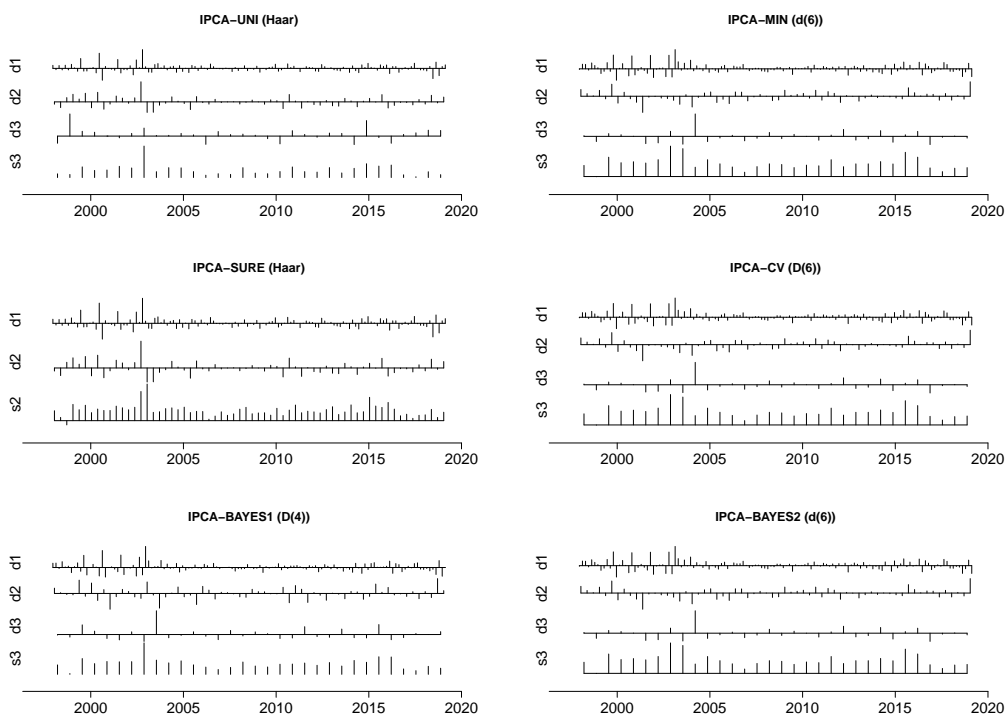 IPCA−UNI (Haar)
d1
d2
d3
s3
2000 2005 2010 2015 2020
IPCA−MIN (d(6))
d1
d2
d3
s3
2000 2005 2010 2015 2020
IPCA−SURE (Haar)
d1
d2
s2
2000 2005 2010 2015 2020
IPCA−CV (D(6))
d1
d2
d3
s3
2000 2005 2010 2015 2020
IPCA−BAYES1 (D(4))
d1
d2
d3
s3
2000 2005 2010 2015 2020
IPCA−BAYES2 (d(6))
d1
d2
d3
s3
2000 2005 2010 2015 2020